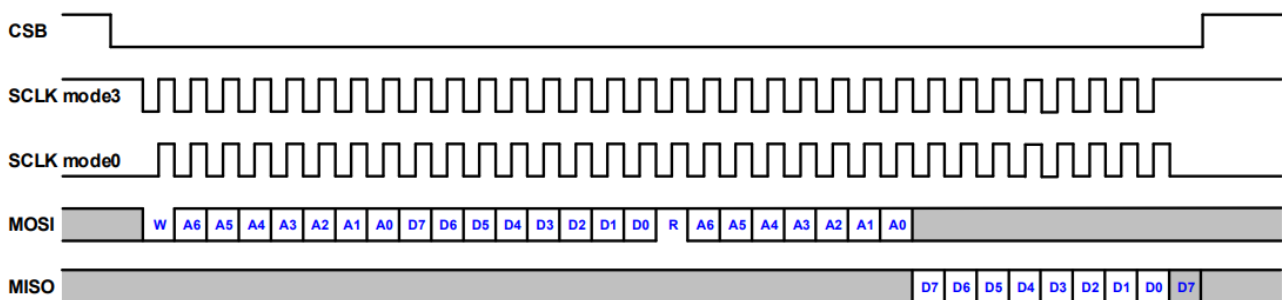 CSB
SCLK mode3
SCLK mode0
MOSI W A6 A5 A4 A3 A2 A1 A0 D7 D6 D5 D4 D3 D2 D1 D0 R A6 A5 A4 A3 A2 A1 A0
MISO D7 D6 D5 D4 D3 D2 D1 D0 D7